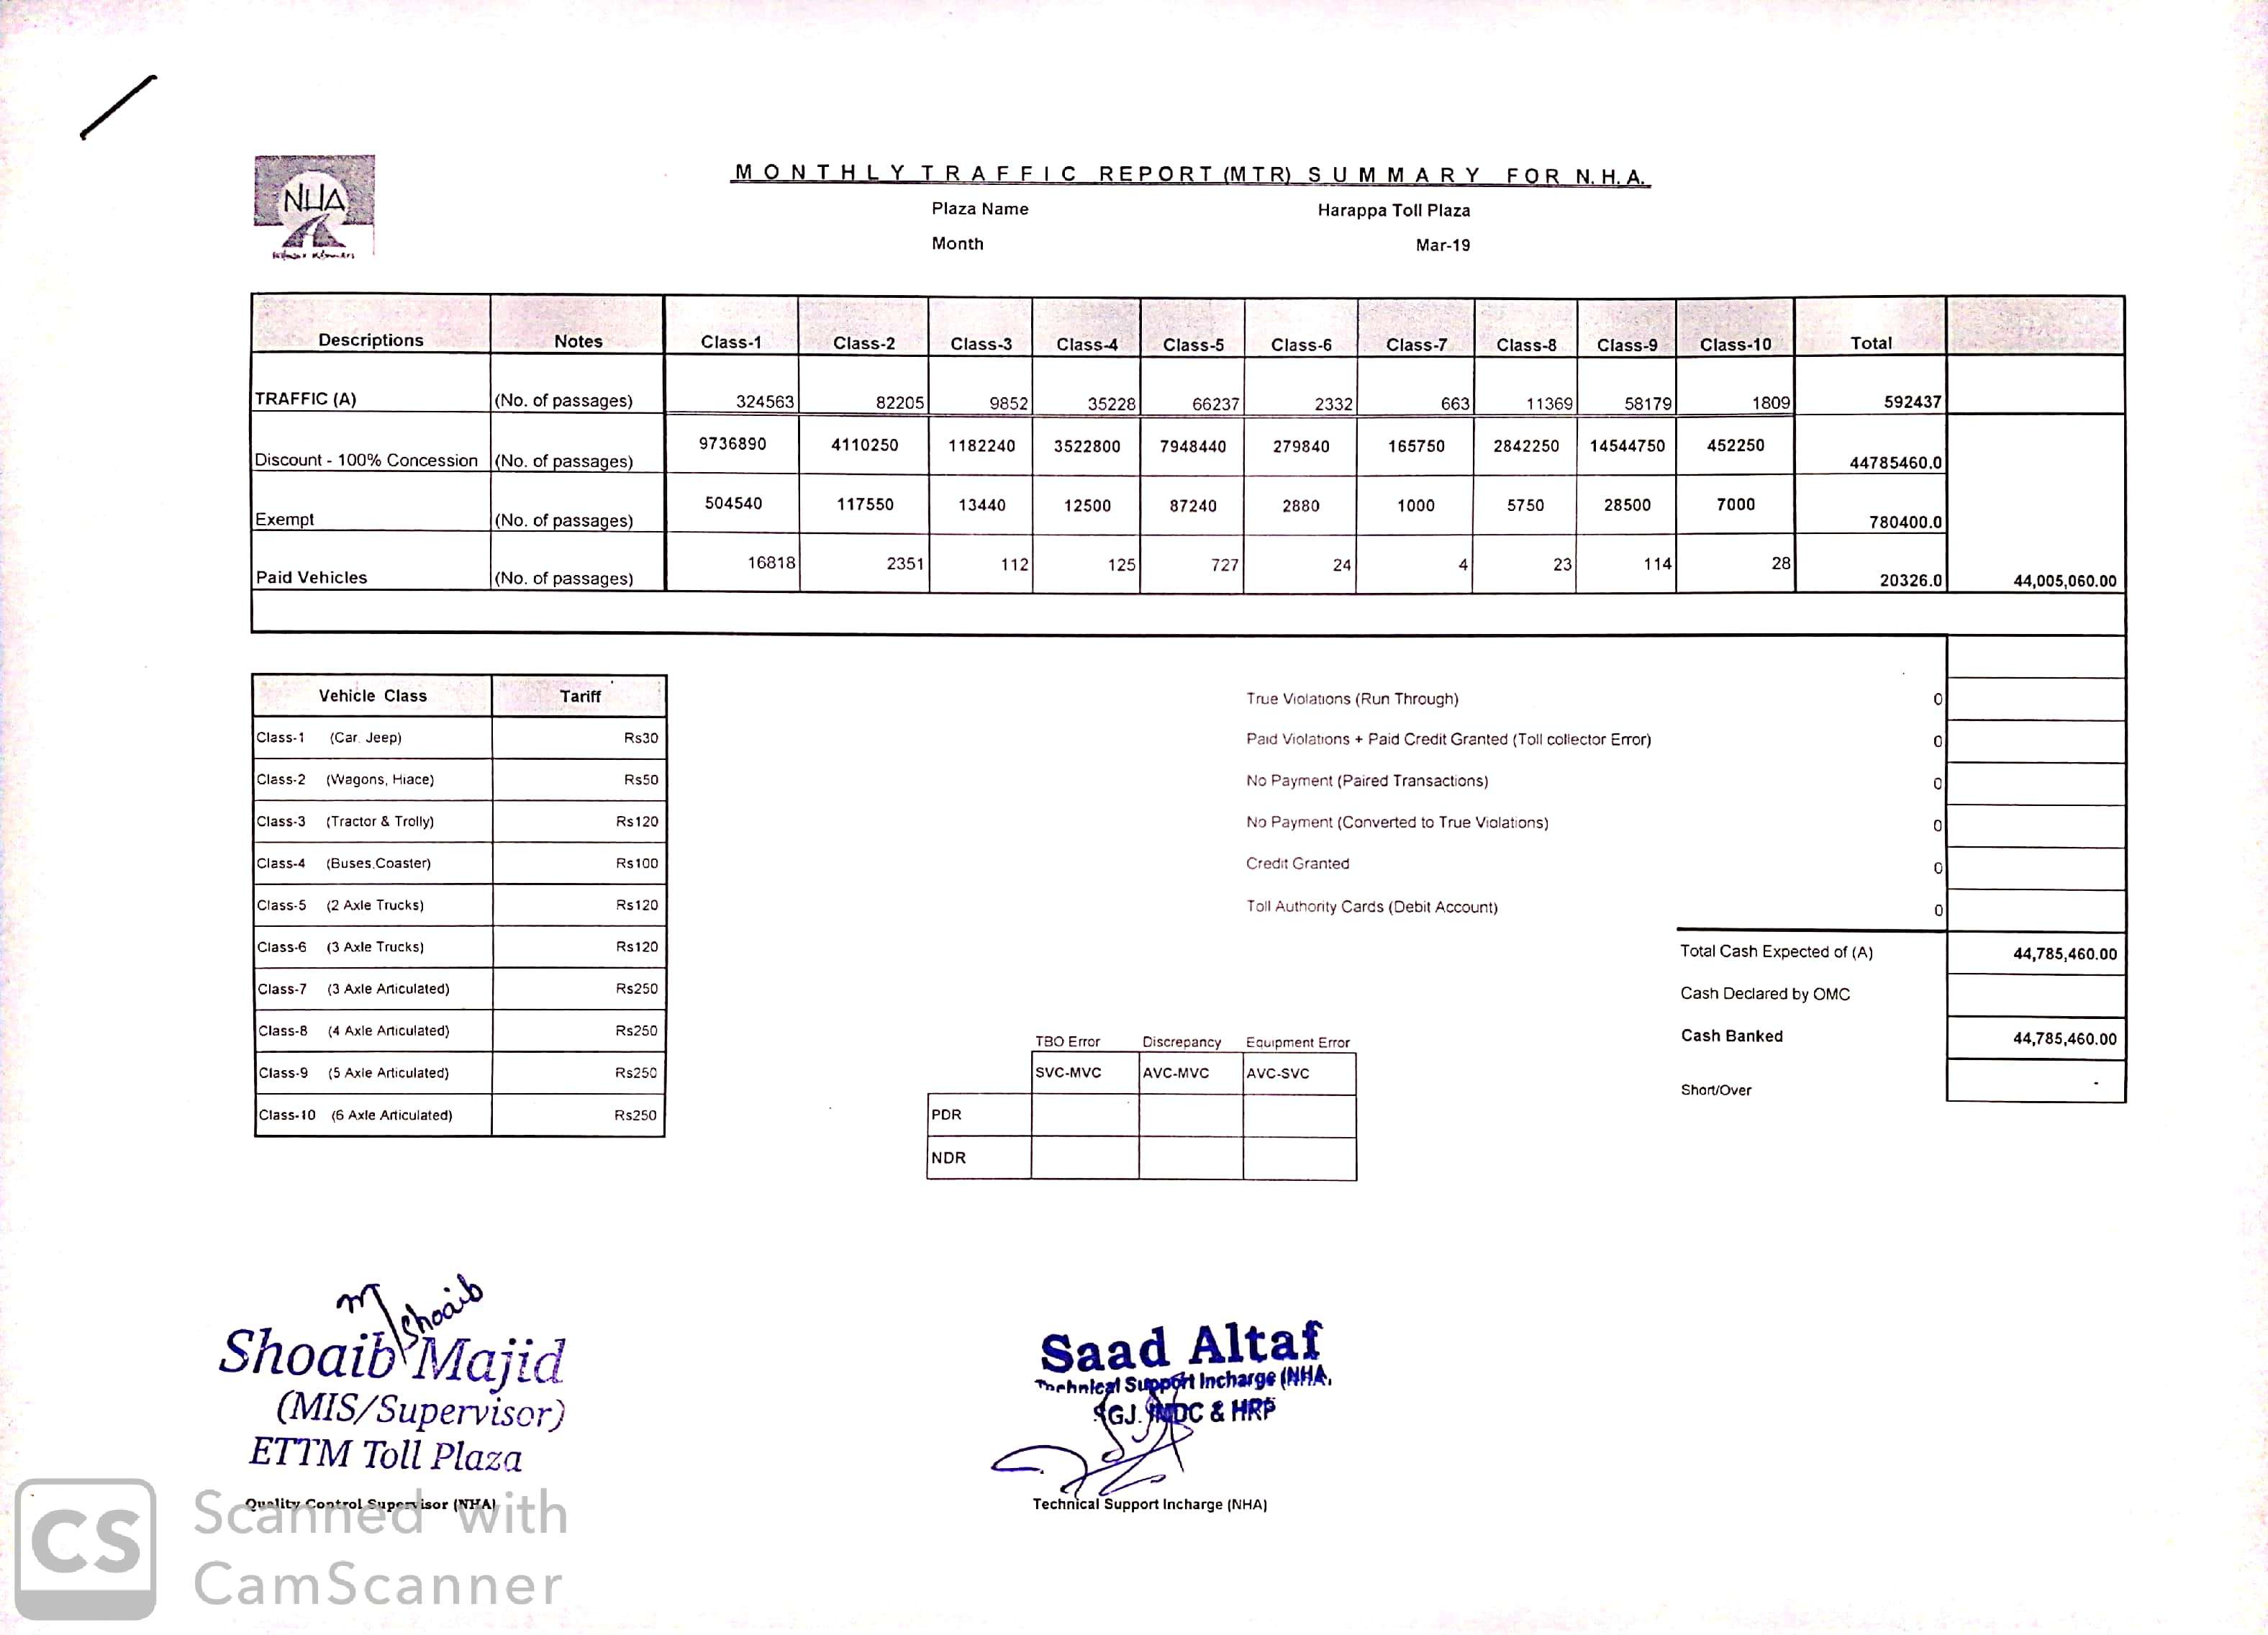 NHA
MONTHLY TRAFFIC REPORT (MTR) SUMMARY FOR N.H.A.
Plaza Name Harappa Toll Plaza
Month Mar-19
Descriptions Notes Class-1 Class-2 Class-3 Class-4 Class-5 Class-6 Class-7 Class-8 Class-9 Class-10 Total
TRAFFIC (A) (No. of passages) 324563 82205 9852 35228 66237 2332 663 11369 58179 1809 592437
Discount - 100% Concession (No. of passages) 9736890 4110250 1182240 3522800 7948440 279840 165750 2842250 14544750 452250 44785460.0
Exempt (No. of passages) 504540 117550 13440 12500 87240 2880 1000 5750 28500 7000 780400.0
Paid Vehicles (No. of passages) 16818 2351 112 125 727 24 4 23 114 28 20326.0 44,005,060.00
Vehicle Class Tariff
Class-1 (Car. Jeep) Rs30
Class-2 (Wagons, Hiace) Rs50
Class-3 (Tractor & Trolly) Rs120
Class-4 (Buses,Coaster) Rs100
Class-5 (2 Axle Trucks) Rs120
Class-6 (3 Axle Trucks) Rs120
Class-7 (3 Axle Articulated) Rs250
Class-8 (4 Axle Articulated) Rs250
Class-9 (5 Axle Articulated) Rs250
Class-10 (6 Axle Articulated) Rs250
True Violations (Run Through) 0
Paid Violations + Paid Credit Granted (Toll collector Error) 0
No Payment (Paired Transactions) 0
No Payment (Converted to True Violations) 0
Credit Granted 0
Toll Authority Cards (Debit Account) 0
Total Cash Expected of (A) 44,785,460.00
Cash Declared by OMC
Cash Banked 44,785,460.00
Short/Over -
TBO Error Discrepancy Equipment Error
SVC-MVC AVC-MVC AVC-SVC
PDR
NDR
M Shoaib
Shoaib Majid
(MIS/Supervisor)
ETTM Toll Plaza
Quality Control Supervisor (NHA)
Saad Altaf
Technical Support Incharge (NHA,
& HRP
Technical Support Incharge (NHA)
CS
Scanned with
CamScanner